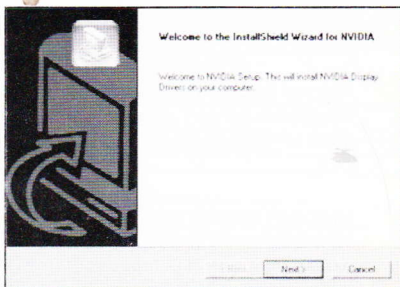 Welcome to the InstallShield Wizard for NVIDIA
Welcome to NVIDIA Setup. This will install NVIDIA Display
Drivers on your computer.
Next >
Cancel